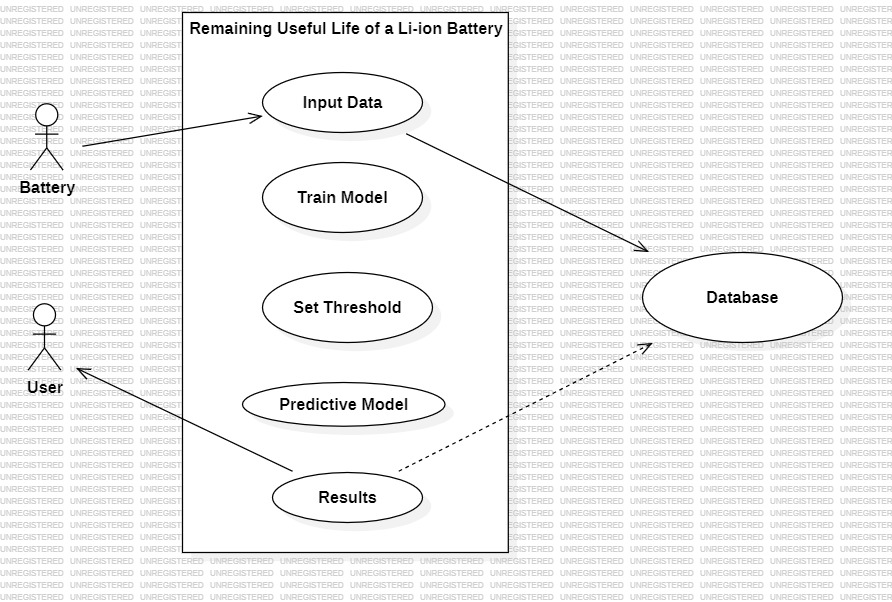 Remaining Useful Life of a Li-ion Battery
Input Data
Battery
Train Model
Set Threshold
Database
User
Predictive Model
Results
UNREGISTERED